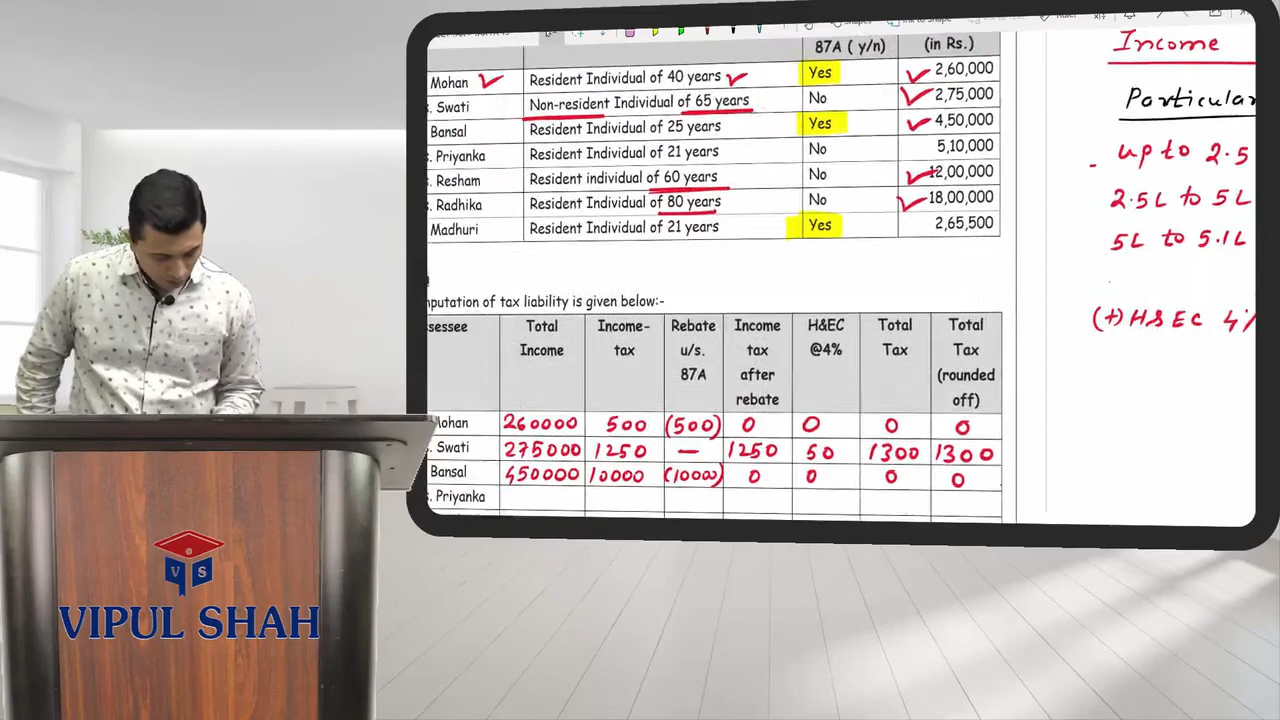 87A ( y/n)
(in Rs.)
Mohan Resident Individual of 40 years Yes 2,60,000
. Swati Non-resident Individual of 65 years No 2,75,000
Bansal Resident Individual of 25 years Yes 4,50,000
. Priyanka Resident Individual of 21 years No 5,10,000
. Resham Resident individual of 60 years No 12,00,000
. Radhika Resident Individual of 80 years No 18,00,000
Madhuri Resident Individual of 21 years Yes 2,65,500
mputation of tax liability is given below:-
sessee
Total
Income
Income-
tax
Rebate
u/s.
87A
Income
tax
after
rebate
H&EC
@4%
Total
Tax
Total
Tax
(rounded
off)
Mohan 260000 500 (500) 0 0 0 0
. Swati 275000 1250 — 1250 50 1300 1300
Bansal 450000 10000 (10000) 0 0 0 0
. Priyanka
Income
Particular
- up to 2.5
2.5L to 5L
5L to 5.1L
(+) H&EC 4%
V S
VIPUL SHAH